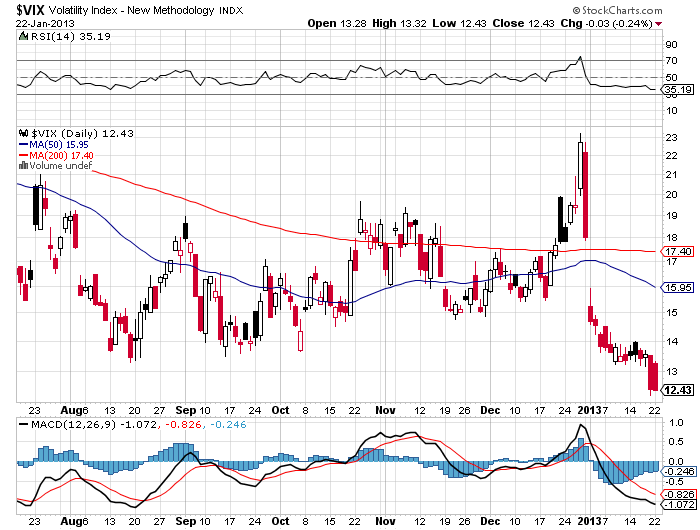 $VIX Volatility Index - New Methodology INDX © StockCharts.com
22-Jan-2013 Open 13.28 High 13.32 Low 12.43 Close 12.43 Chg -0.03 (-0.24%)
RSI(14) 35.19
90
70
50
35.19
30
10
$VIX (Daily) 12.43
MA(50) 15.95
MA(200) 17.40
Volume undef
23
22
21
20
19
18
17.40
17
15.95
15
14
13
12.43
23 Aug 6 13 20 27 Sep 10 17 24 Oct 8 15 22 Nov 12 19 26 Dec 10 17 24 2013 7 14 22
MACD(12,26,9) -1.072, -0.826, -0.246
1.0
0.5
0.0
-0.246
-0.5
-0.826
-1.072
23 Aug 6 13 20 27 Sep 10 17 24 Oct 8 15 22 Nov 12 19 26 Dec 10 17 24 2013 7 14 22